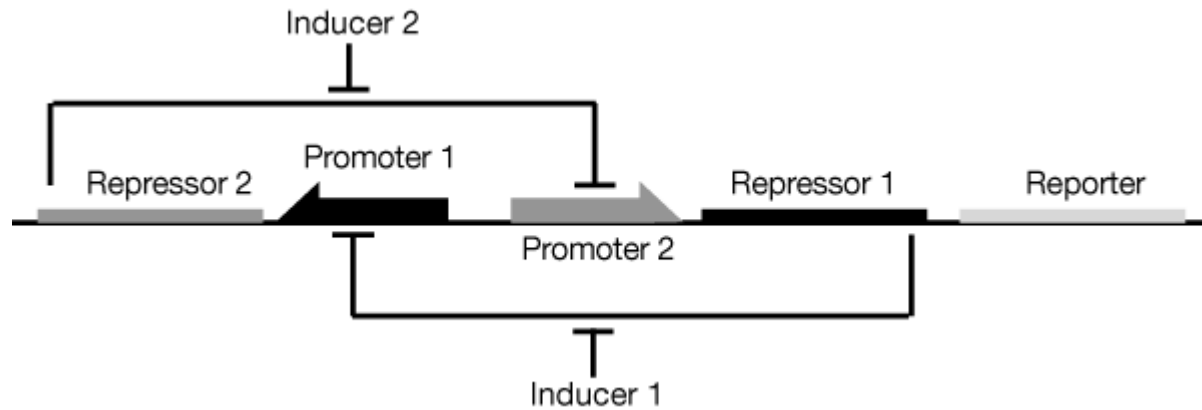 Inducer 2
Promoter 1
Repressor 2
Repressor 1
Reporter
Promoter 2
Inducer 1